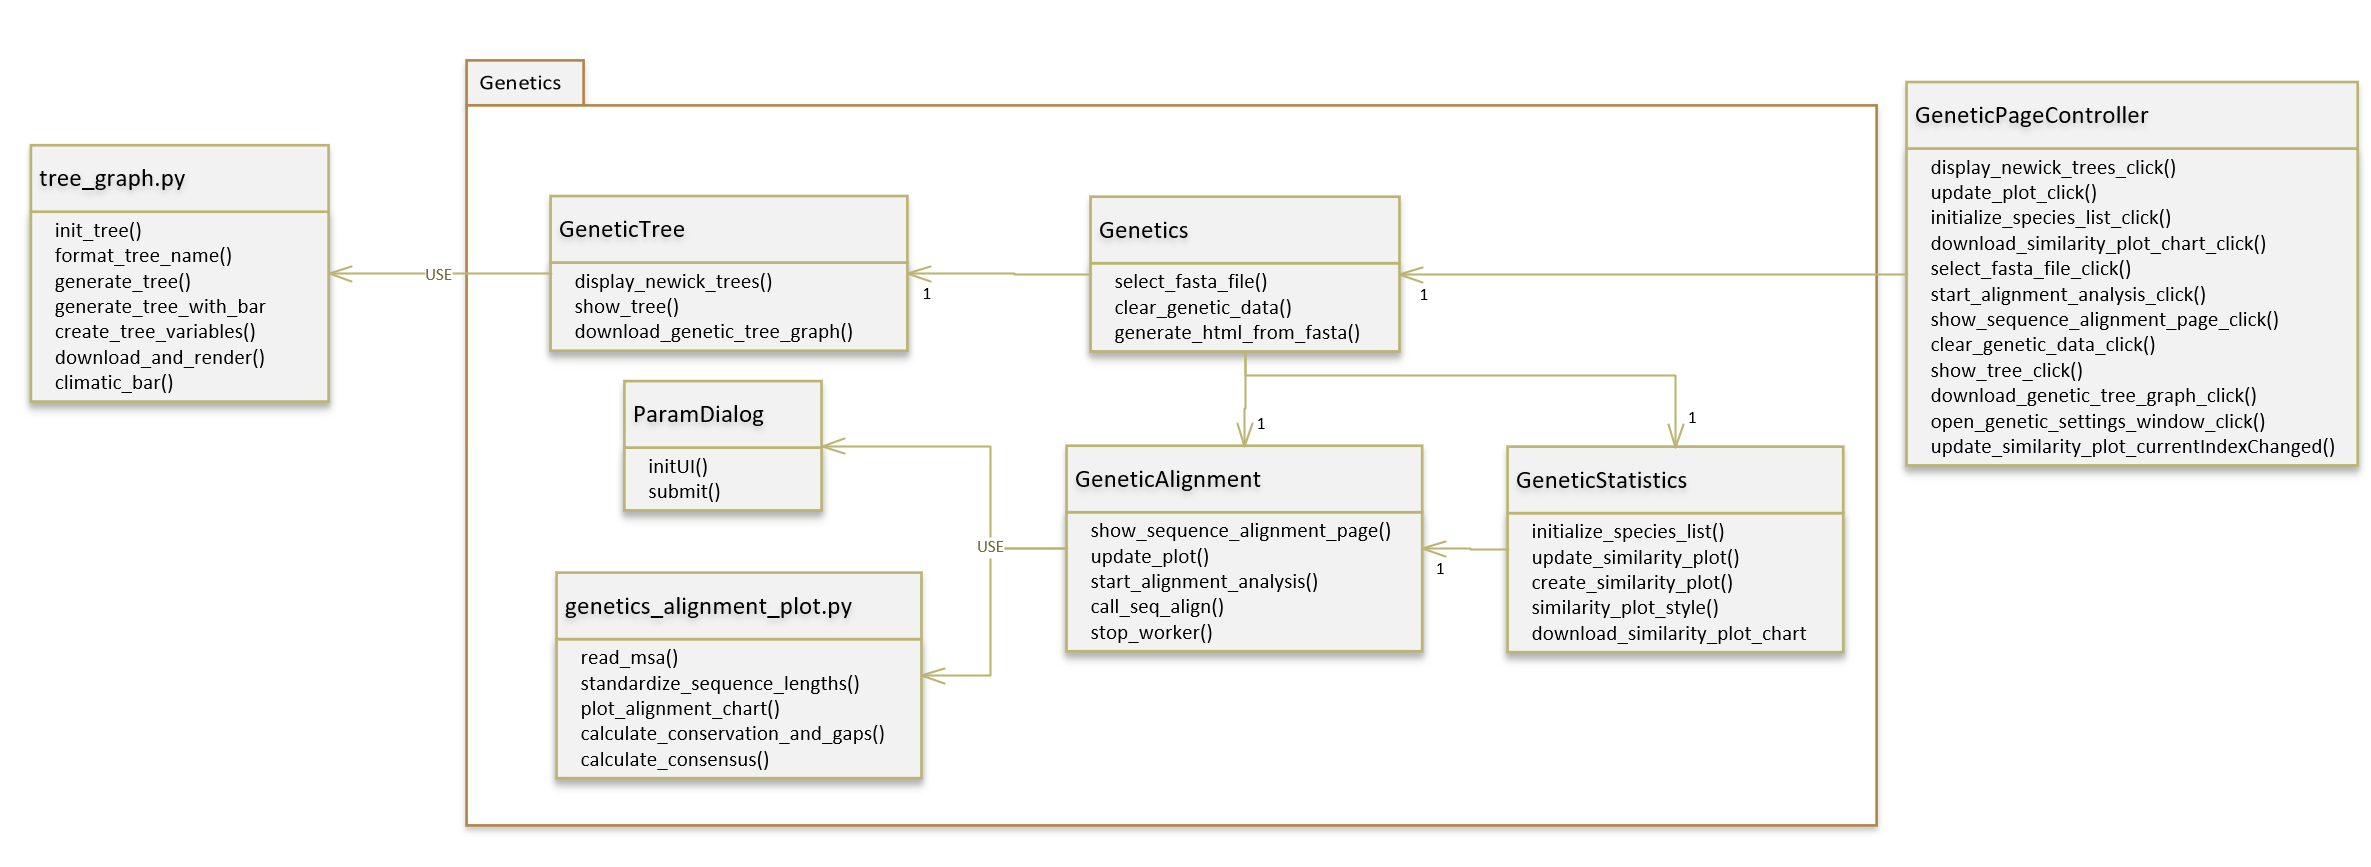 Genetics
tree_graph.py
init_tree()
format_tree_name()
generate_tree()
generate_tree_with_bar
create_tree_variables()
download_and_render()
climatic_bar()
USE
GeneticTree
display_newick_trees()
show_tree()
download_genetic_tree_graph()
1
Genetics
select_fasta_file()
clear_genetic_data()
generate_html_from_fasta()
1
GeneticPageController
display_newick_trees_click()
update_plot_click()
initialize_species_list_click()
download_similarity_plot_chart_click()
select_fasta_file_click()
start_alignment_analysis_click()
show_sequence_alignment_page_click()
clear_genetic_data_click()
show_tree_click()
download_genetic_tree_graph_click()
open_genetic_settings_window_click()
update_similarity_plot_currentIndexChanged()
ParamDialog
initUI()
submit()
USE
genetics_alignment_plot.py
read_msa()
standardize_sequence_lengths()
plot_alignment_chart()
calculate_conservation_and_gaps()
calculate_consensus()
1
GeneticAlignment
show_sequence_alignment_page()
update_plot()
start_alignment_analysis()
call_seq_align()
stop_worker()
1
1
GeneticStatistics
initialize_species_list()
update_similarity_plot()
create_similarity_plot()
similarity_plot_style()
download_similarity_plot_chart